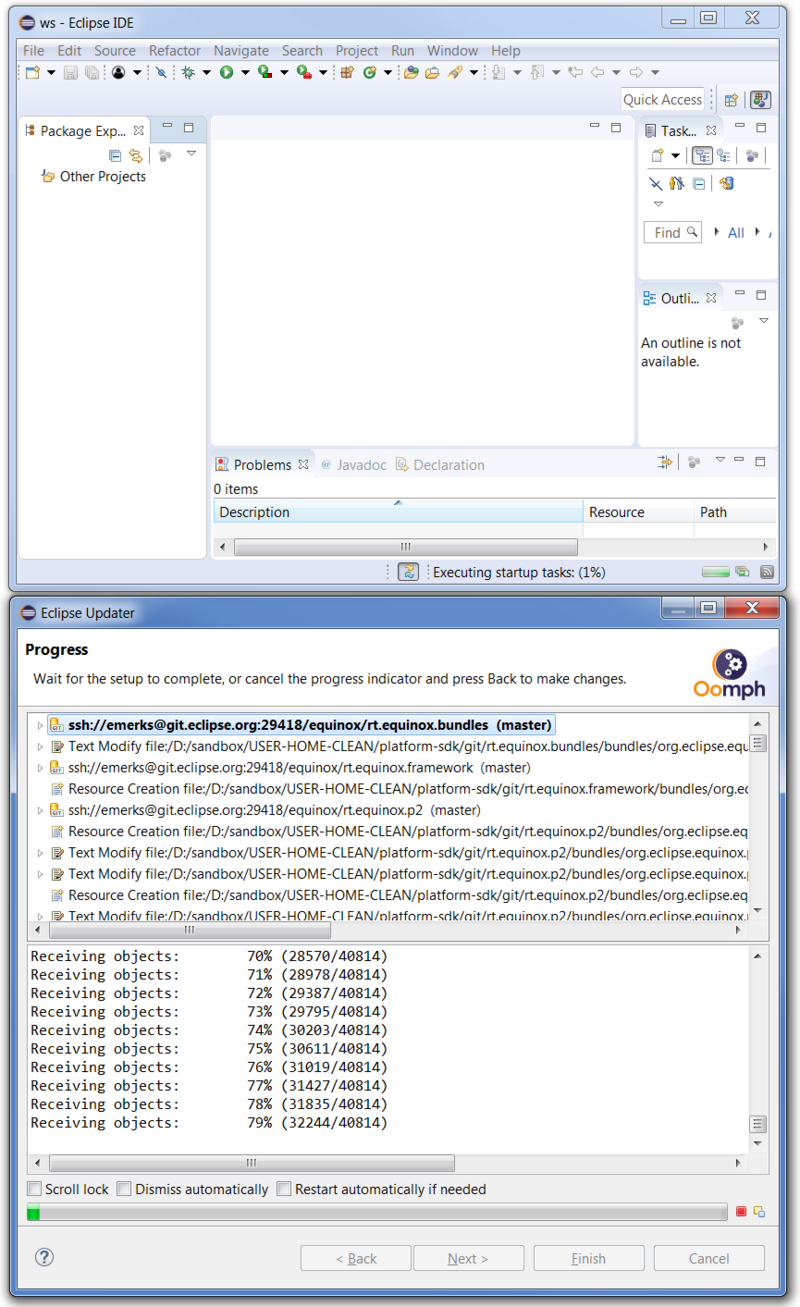 ws - Eclipse IDE
File Edit Source Refactor Navigate Search Project Run Window Help
Quick Access
Package Exp...
Other Projects
Task...
Find
All
Outli...
An outline is not
available.
Problems Javadoc Declaration
0 items
Description Resource Path
Executing startup tasks: (1%)
Eclipse Updater
Progress
Wait for the setup to complete, or cancel the progress indicator and press Back to make changes.
Oomph
ssh://emerks@git.eclipse.org:29418/equinox/rt.equinox.bundles (master)
Text Modify file:/D:/sandbox/USER-HOME-CLEAN/platform-sdk/git/rt.equinox.bundles/bundles/org.eclipse.equ
ssh://emerks@git.eclipse.org:29418/equinox/rt.equinox.framework (master)
Resource Creation file:/D:/sandbox/USER-HOME-CLEAN/platform-sdk/git/rt.equinox.framework/bundles/org.ec
ssh://emerks@git.eclipse.org:29418/equinox/rt.equinox.p2 (master)
Resource Creation file:/D:/sandbox/USER-HOME-CLEAN/platform-sdk/git/rt.equinox.p2/bundles/org.eclipse.eq
Text Modify file:/D:/sandbox/USER-HOME-CLEAN/platform-sdk/git/rt.equinox.p2/bundles/org.eclipse.equinox.
Text Modify file:/D:/sandbox/USER-HOME-CLEAN/platform-sdk/git/rt.equinox.p2/bundles/org.eclipse.equinox.
Resource Creation file:/D:/sandbox/USER-HOME-CLEAN/platform-sdk/git/rt.equinox.p2/bundles/org.eclipse.eq
Text Modify file:/D:/sandbox/USER-HOME-CLEAN/platform-sdk/git/rt.equinox.p2/bundles/org.eclipse.equinox.
Receiving objects: 70% (28570/40814)
Receiving objects: 71% (28978/40814)
Receiving objects: 72% (29387/40814)
Receiving objects: 73% (29795/40814)
Receiving objects: 74% (30203/40814)
Receiving objects: 75% (30611/40814)
Receiving objects: 76% (31019/40814)
Receiving objects: 77% (31427/40814)
Receiving objects: 78% (31835/40814)
Receiving objects: 79% (32244/40814)
Scroll lock Dismiss automatically Restart automatically if needed
< Back Next > Finish Cancel